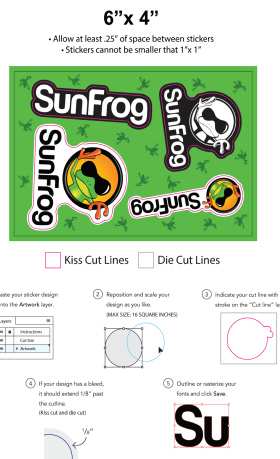 6”x 4”
• Allow at least .25” of space between stickers
• Stickers cannot be smaller that 1”x 1”
SunFrog
SunFrog
SunFrog
SunFrog
Kiss Cut Lines
Die Cut Lines
aste your sticker design
nto the Artwork layer.
ayers
Instructions
Cut line
Artwork
2 Reposition and scale your
design as you like.
(MAX SIZE: 16 SQUARE INCHES)
3 Indicate your cut line with
stroke on the “Cut line” la
4 If your design has a bleed,
it should extend 1/8” past
the cutline.
(Kiss cut and die cut)
1/8”
5 Outline or rasterize your
fonts and click Save.
Su